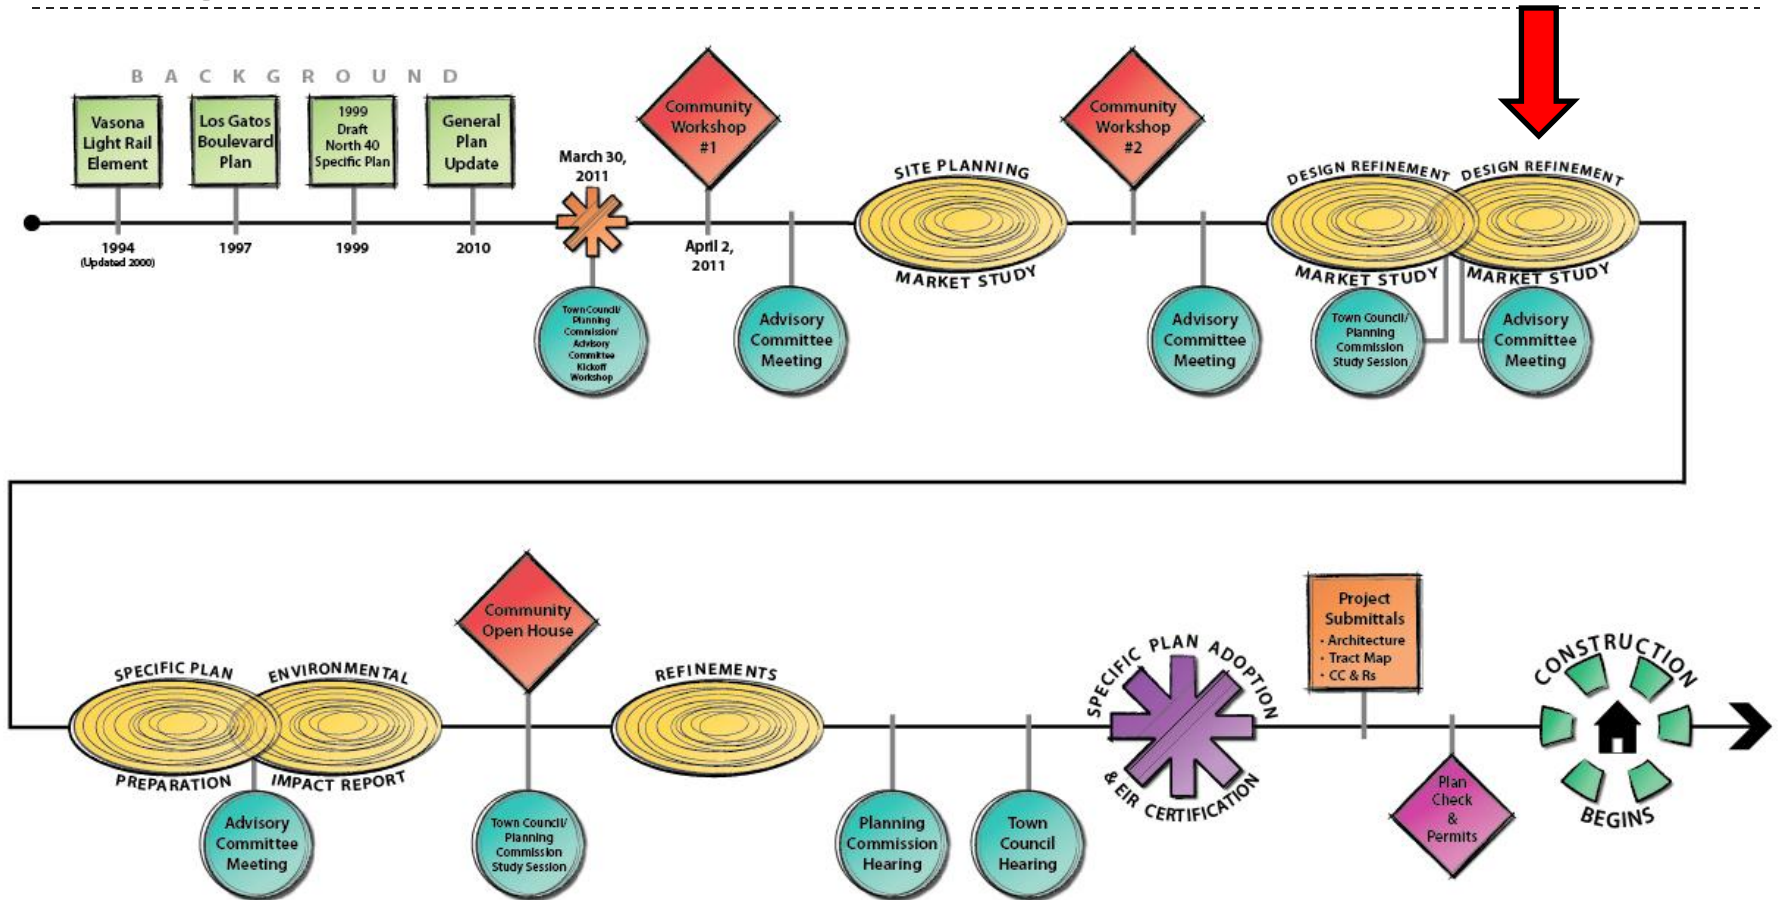 B A C K G R O U N D
Vasona
Light Rail
Element
1994
(Updated 2000)
Los Gatos
Boulevard
Plan
1997
1999
Draft
North 40
Specific Plan
1999
General
Plan
Update
2010
March 30,
2011
Town Council/
Planning
Commission/
Advisory
Committee
Kickoff
Workshop
Community
Workshop
#1
April 2,
2011
Advisory
Committee
Meeting
SITE PLANNING
MARKET STUDY
Community
Workshop
#2
Advisory
Committee
Meeting
DESIGN REFINEMENT
MARKET STUDY
Town Council/
Planning
Commission
Study Session
DESIGN REFINEMENT
MARKET STUDY
Advisory
Committee
Meeting
SPECIFIC PLAN
PREPARATION
ENVIRONMENTAL
IMPACT REPORT
Advisory
Committee
Meeting
Community
Open House
Town Council/
Planning
Commission
Study Session
REFINEMENTS
Planning
Commission
Hearing
Town
Council
Hearing
SPECIFIC PLAN ADOPTION
& EIR CERTIFICATION
Project
Submittals
• Architecture
• Tract Map
• CC & Rs
Plan
Check
&
Permits
CONSTRUCTION
BEGINS